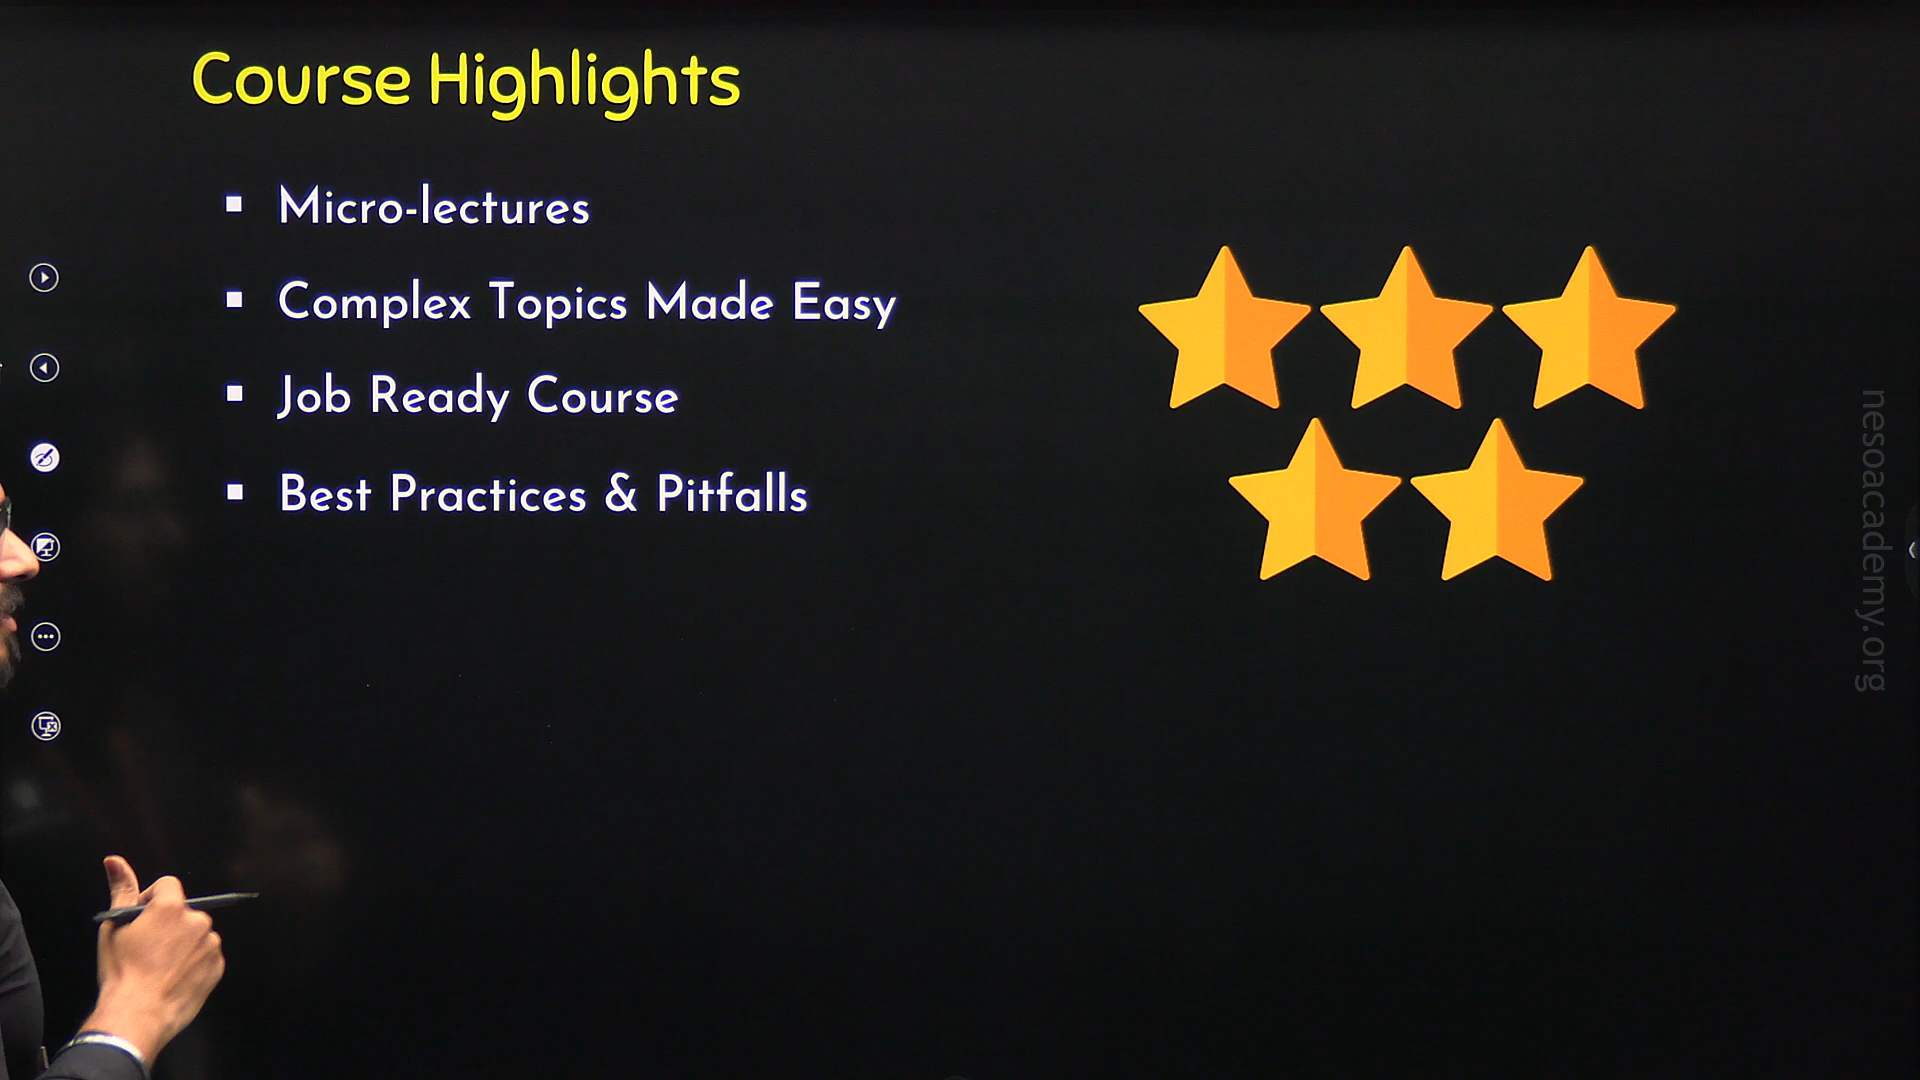 Course Highlights
▪ Micro-lectures
▪ Complex Topics Made Easy
▪ Job Ready Course
▪ Best Practices & Pitfalls
nesoacademy.org